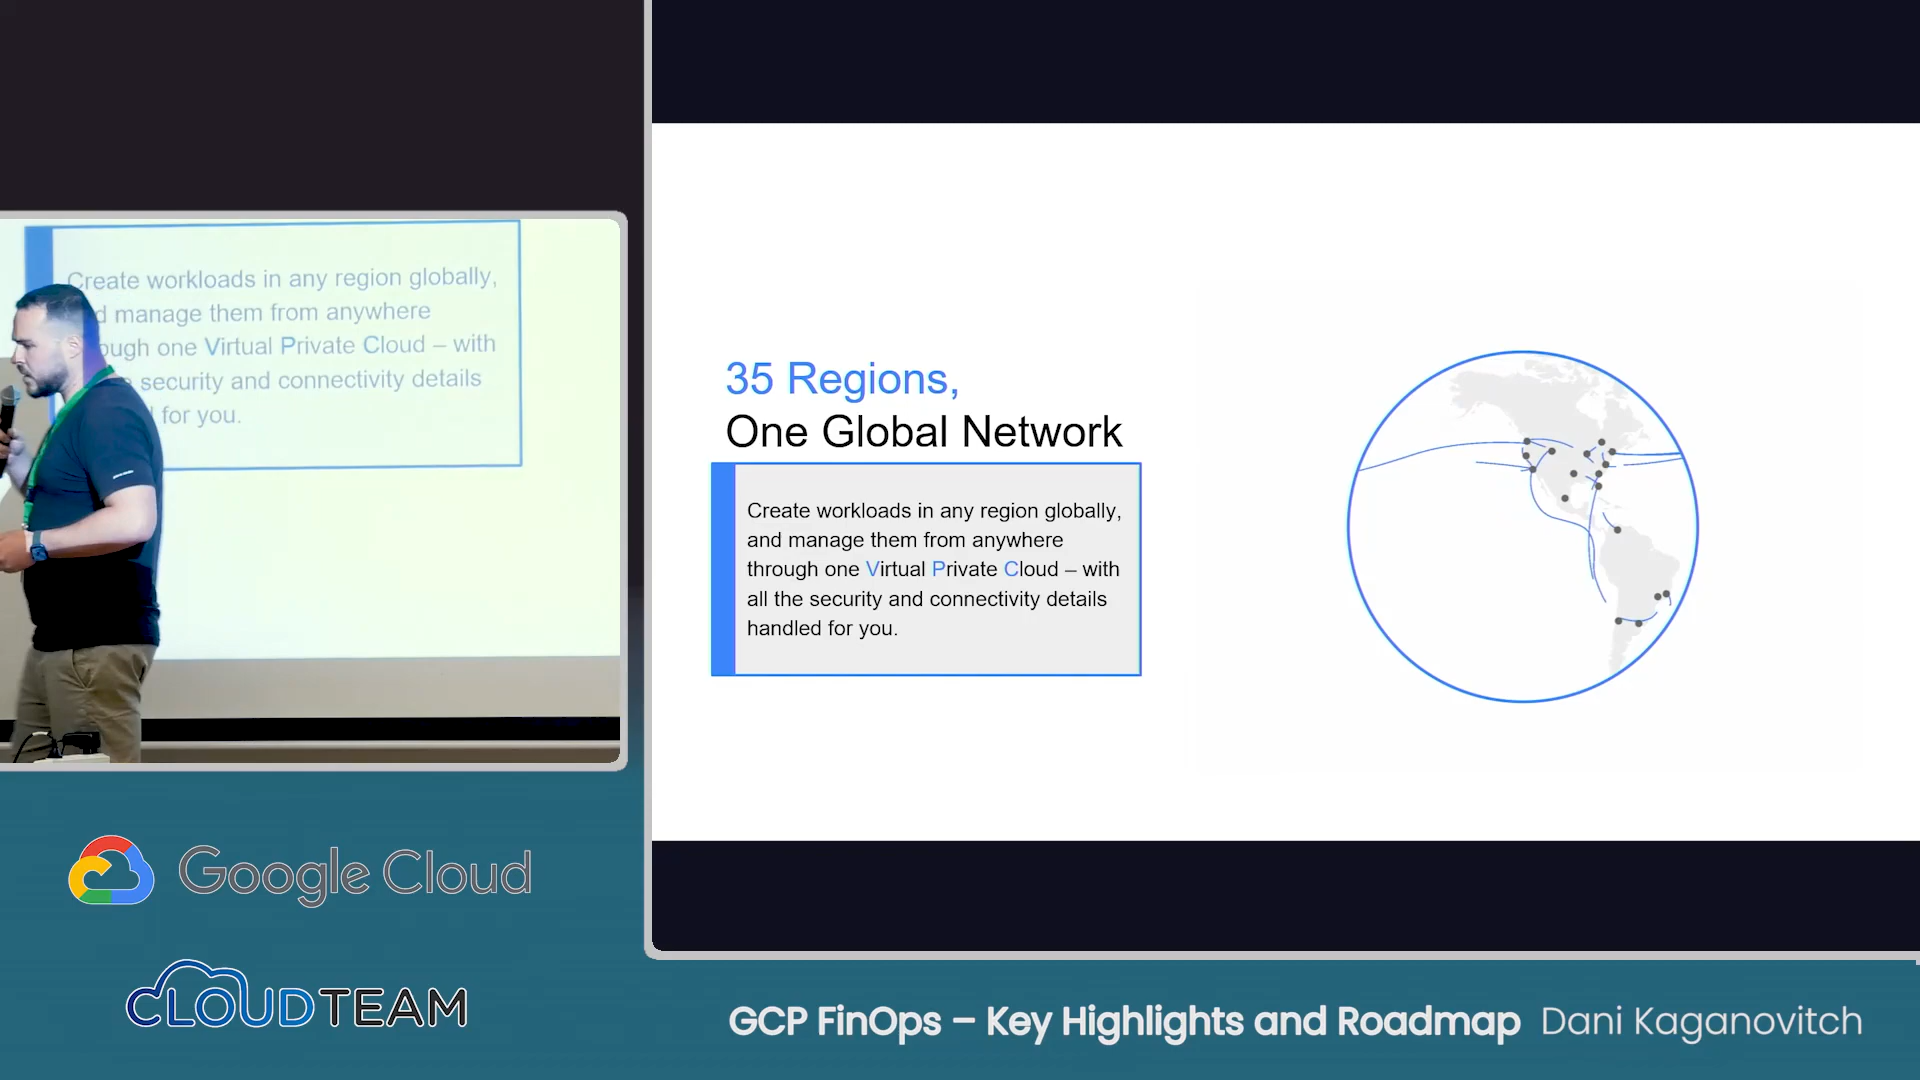 Create workloads in any region globally,
d manage them from anywhere
ough one Virtual Private Cloud – with
security and connectivity details
for you.
35 Regions,
One Global Network
Create workloads in any region globally,
and manage them from anywhere
through one Virtual Private Cloud – with
all the security and connectivity details
handled for you.
Google Cloud
CLOUDTEAM
GCP FinOps – Key Highlights and Roadmap Dani Kaganovitch